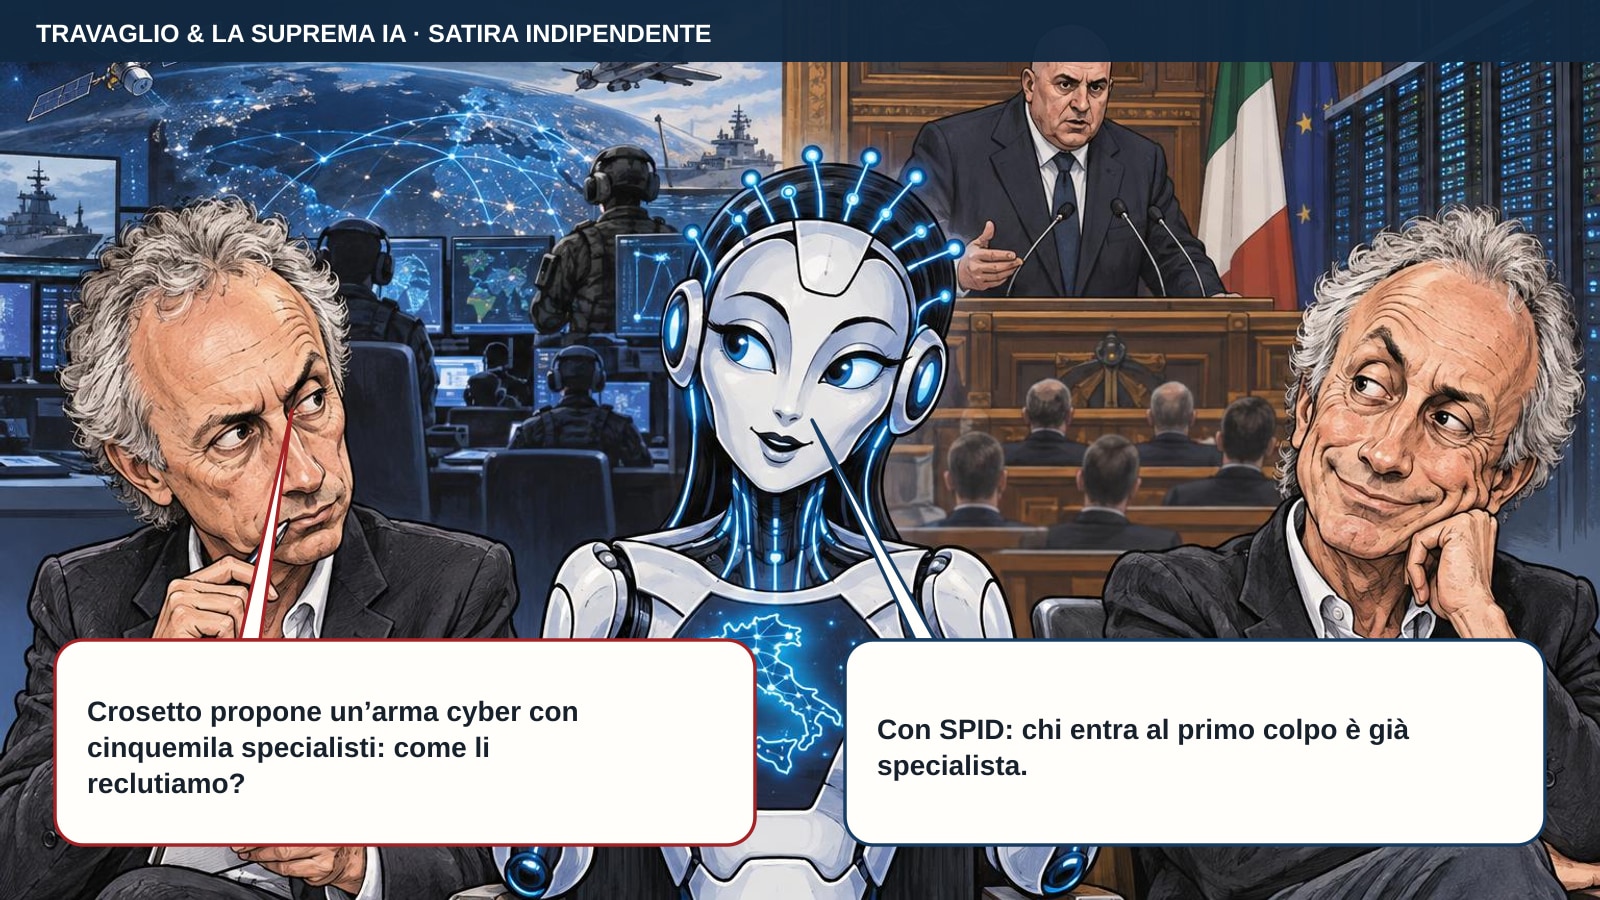 TRAVAGLIO & LA SUPREMA IA · SATIRA INDIPENDENTE
Crosetto propone un’arma cyber con
cinquemila specialisti: come li
reclutiamo?
Con SPID: chi entra al primo colpo è già
specialista.